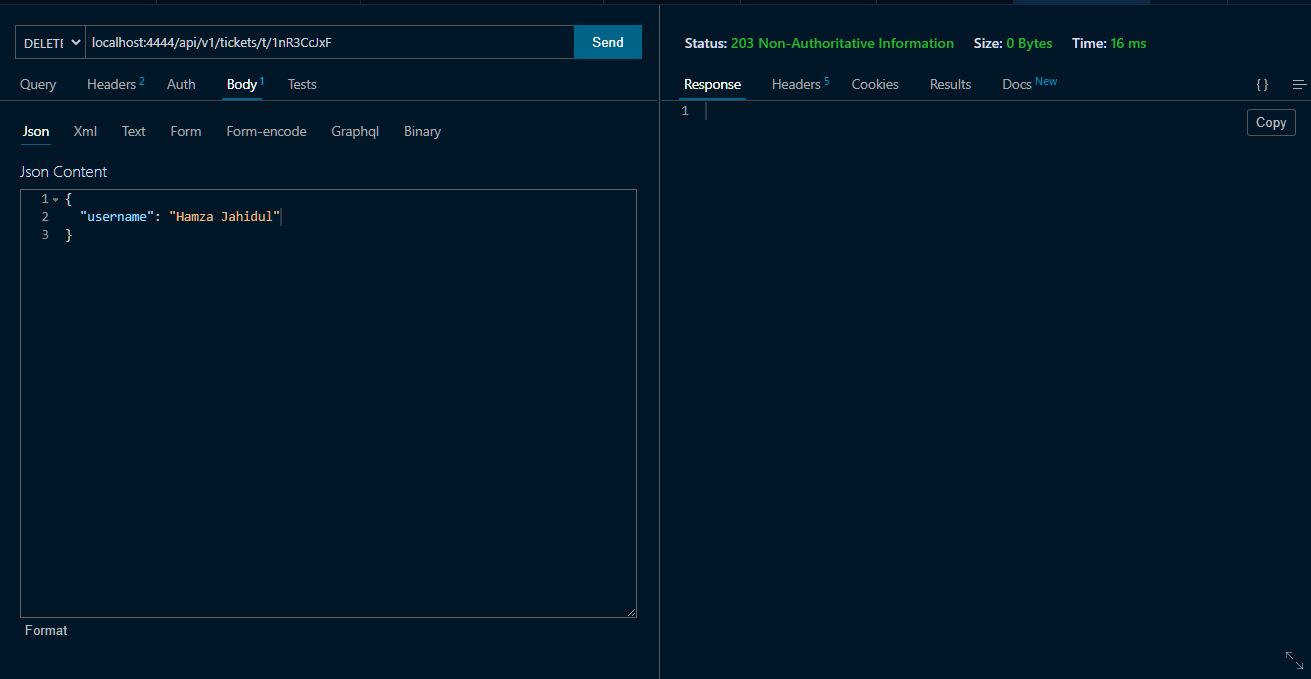 DELETE localhost:4444/api/v1/tickets/t/1nR3CcJxF Send
Query Headers 2 Auth Body 1 Tests
Json Xml Text Form Form-encode Graphql Binary
Json Content
1 {
2 "username": "Hamza Jahidul"
3 }
Format
Status: 203 Non-Authoritative Information Size: 0 Bytes Time: 16 ms
Response Headers 5 Cookies Results Docs New { }
1
Copy